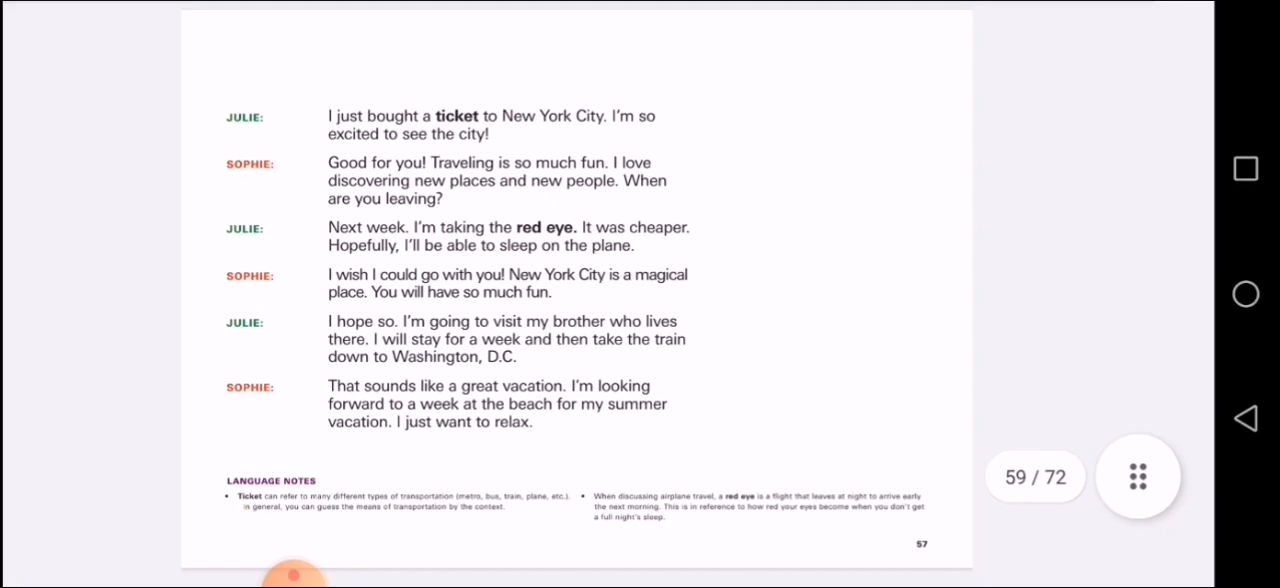 JULIE: I just bought a ticket to New York City. I'm so
excited to see the city!
SOPHIE: Good for you! Traveling is so much fun. I love
discovering new places and new people. When
are you leaving?
JULIE: Next week. I'm taking the red eye. It was cheaper.
Hopefully, I'll be able to sleep on the plane.
SOPHIE: I wish I could go with you! New York City is a magical
place. You will have so much fun.
JULIE: I hope so. I'm going to visit my brother who lives
there. I will stay for a week and then take the train
down to Washington, D.C.
SOPHIE: That sounds like a great vacation. I'm looking
forward to a week at the beach for my summer
vacation. I just want to relax.
LANGUAGE NOTES
• Ticket can refer to many different types of transportation (metro, bus, train, plane, etc.).
In general, you can guess the means of transportation by the context.
• When discussing airplane travel, a red eye is a flight that leaves at night to arrive early
the next morning. This is in reference to how red your eyes become when you don't get
a full night's sleep.
57
59 / 72